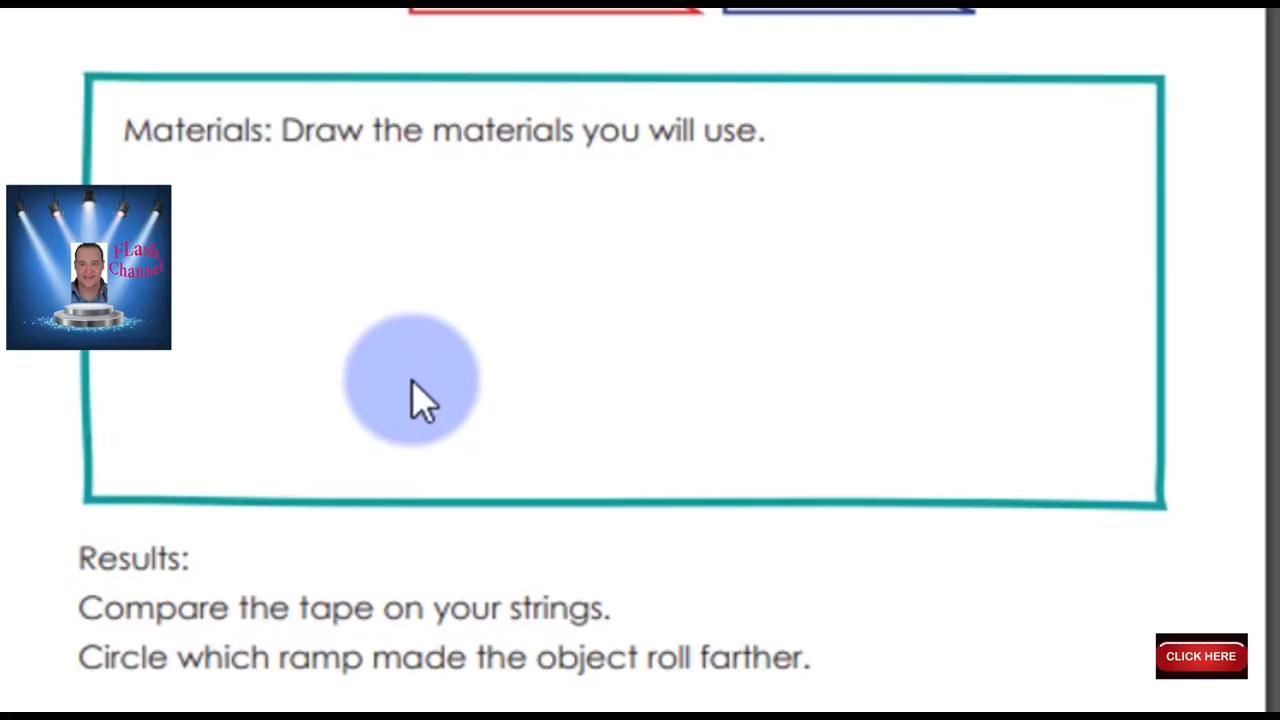 Materials: Draw the materials you will use.
FLash
Channel
Results:
Compare the tape on your strings.
Circle which ramp made the object roll farther.
CLICK HERE